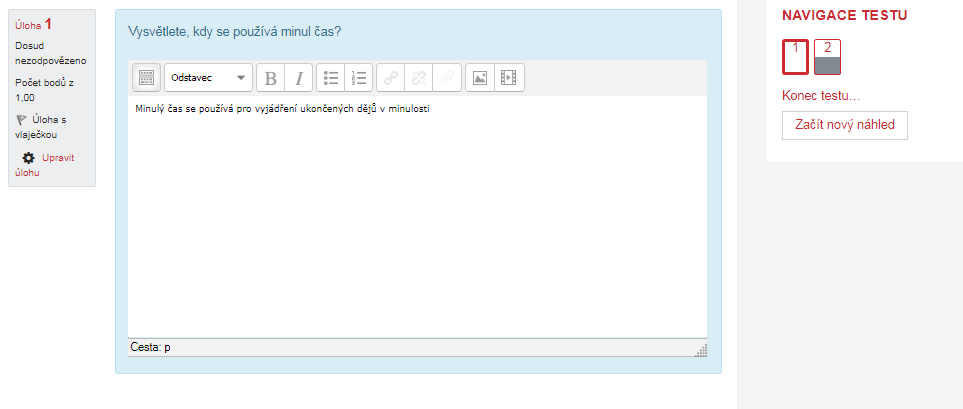 Úloha 1
Dosud
nezodpovězeno
Počet bodů z
1,00
Úloha s
vlaječkou
Upravit
úlohu
Vysvětlete, kdy se používá minul čas?
Odstavec
B I
Minulý čas se používá pro vyjádření ukončených dějů v minulosti
Cesta: p
NAVIGACE TESTU
1 2
Konec testu...
Začít nový náhled